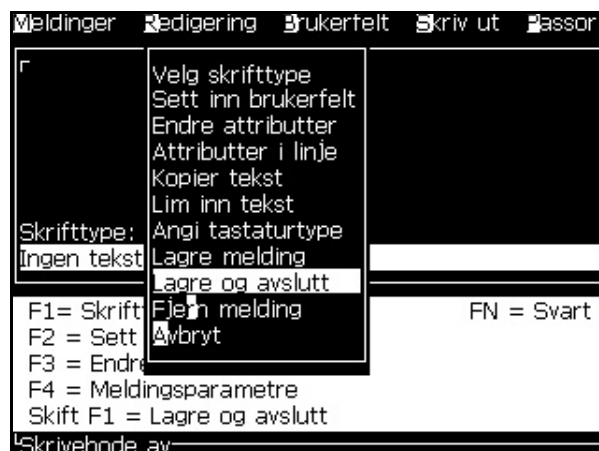 Meldinger Redigering Brukerfelt Skriv ut Passor
Velg skrifttype
Sett inn brukerfelt
Endre attributter
Attributter i linje
Kopier tekst
Lim inn tekst
Skrifttype: Angi tastaturtype
Ingen tekst Lagre melding
Lagre og avslutt
F1= Skrift Fjern melding FN = Svart
F2 = Sett Avbryt
F3 = Endre
F4 = Meldingsparametre
Skift F1 = Lagre og avslutt
Skrivehode av